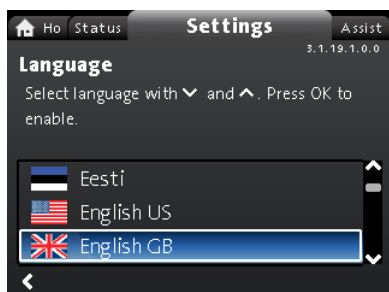 Ho Status Settings Assist
3.1.19.1.0.0
Language
Select language with and . Press OK to
enable.
Eesti
English US
English GB